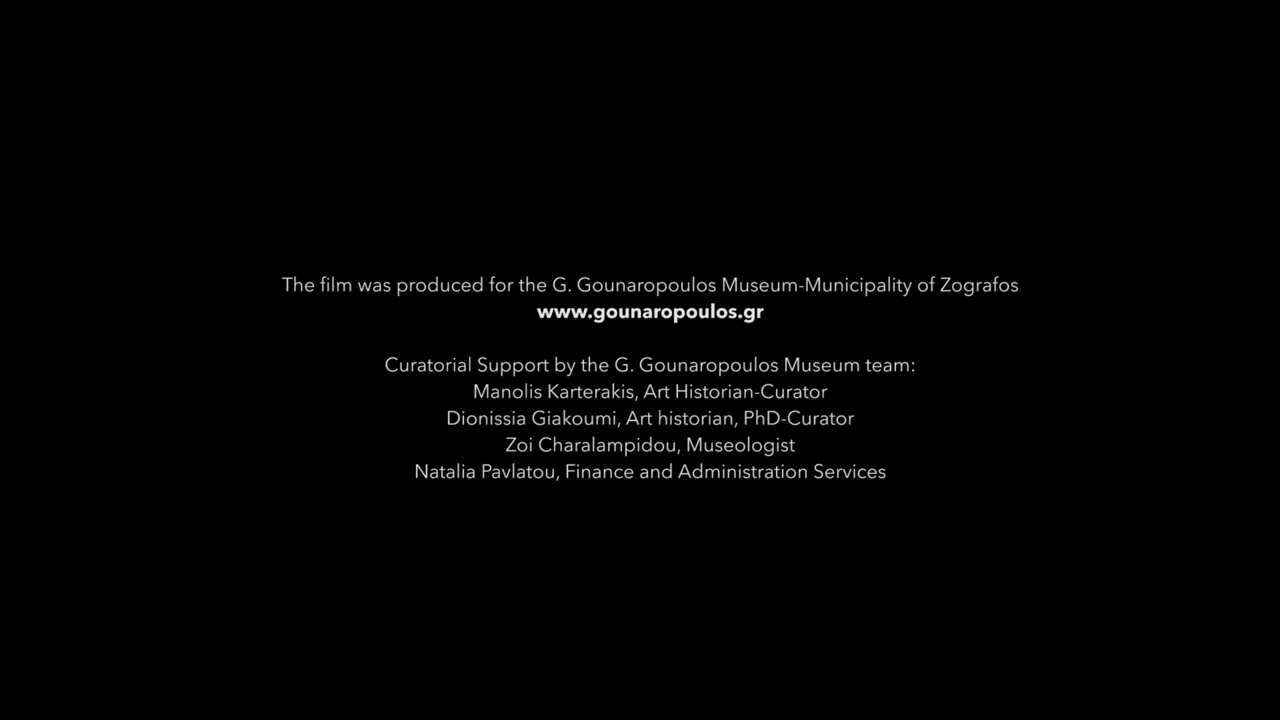 The film was produced for the G. Gounaropoulos Museum-Municipality of Zografos
www.gounaropoulos.gr
Curatorial Support by the G. Gounaropoulos Museum team:
Manolis Karterakis, Art Historian-Curator
Dionissia Giakoumi, Art historian, PhD-Curator
Zoi Charalampidou, Museologist
Natalia Pavlatou, Finance and Administration Services